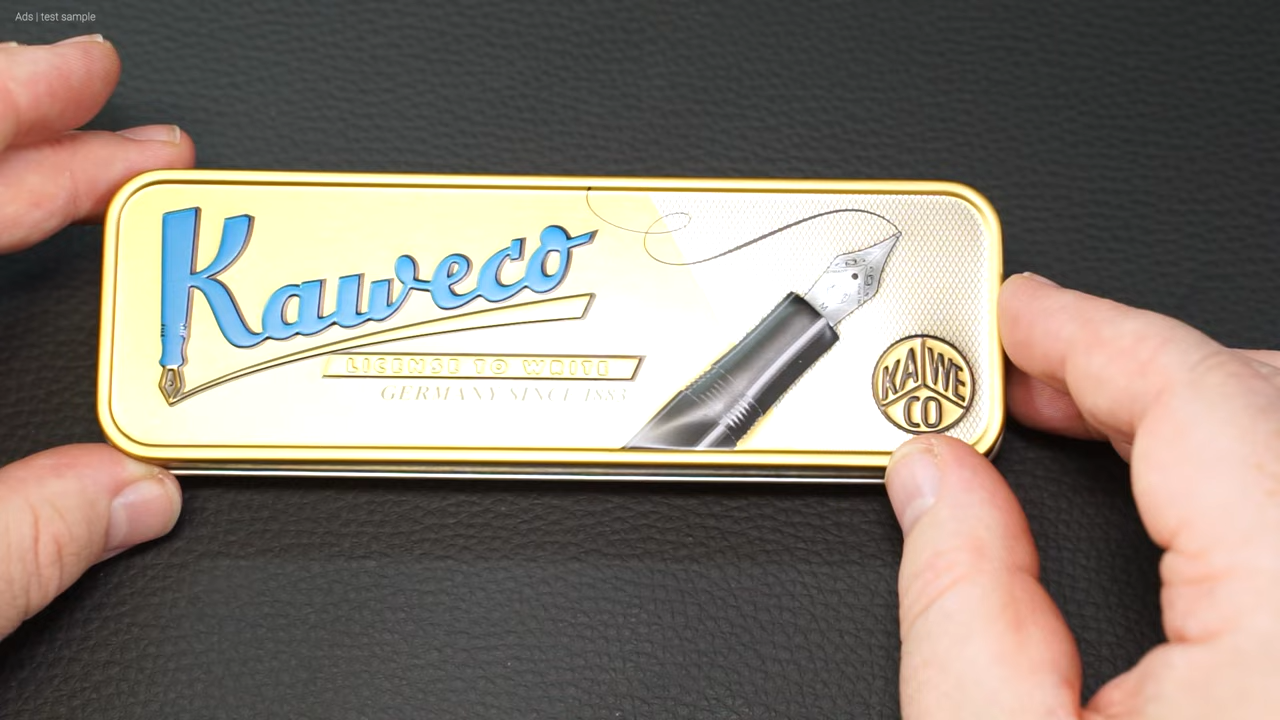 Ads | test sample
Kaweco
LICENSE TO WRITE
GERMANY SINCE 1883
KA WE
CO